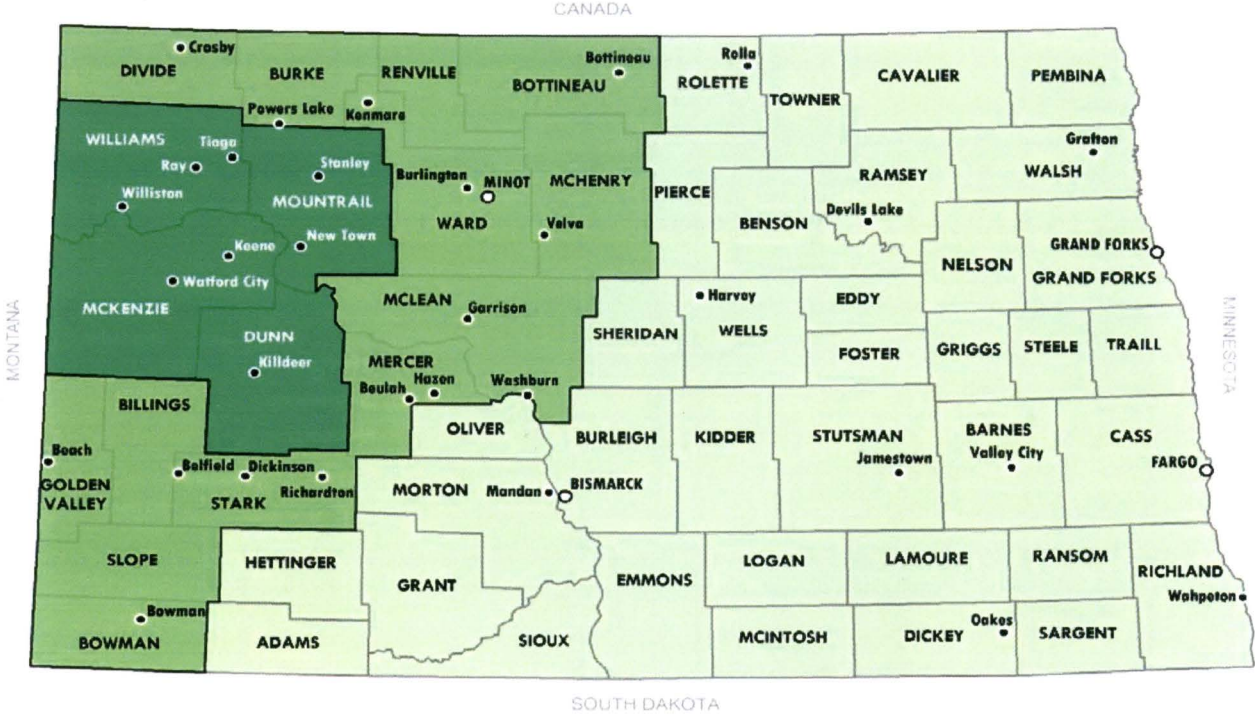 CANADA
Crosby
DIVIDE
BURKE
RENVILLE
Bottineau
BOTTINEAU
Rolla
ROLETTE
TOWNER
CAVALIER
PEMBINA
Powers Lake
Kenmare
WILLIAMS
Tioga
Ray
Stanley
Williston
MOUNTRAIL
Burlington
MINOT
MCHENRY
WARD
Velva
PIERCE
BENSON
RAMSEY
Devils Lake
Grafton
WALSH
Keene
New Town
Watford City
MCKENZIE
NELSON
GRAND FORKS
GRAND FORKS
MONTANA
MINNESOTA
MCLEAN
Garrison
SHERIDAN
Harvey
WELLS
EDDY
FOSTER
GRIGGS
STEELE
TRAILL
DUNN
Killdeer
MERCER
Beulah
Hazen
Washburn
BILLINGS
OLIVER
BURLEIGH
KIDDER
STUTSMAN
Jamestown
BARNES
Valley City
CASS
FARGO
Beach
GOLDEN
VALLEY
Belfield
Dickinson
Richardton
STARK
MORTON
Mandan
BISMARCK
SLOPE
HETTINGER
GRANT
EMMONS
LOGAN
LAMOURE
RANSOM
RICHLAND
Wahpeton
Bowman
BOWMAN
ADAMS
SIOUX
MCINTOSH
DICKEY
Oakes
SARGENT
SOUTH DAKOTA